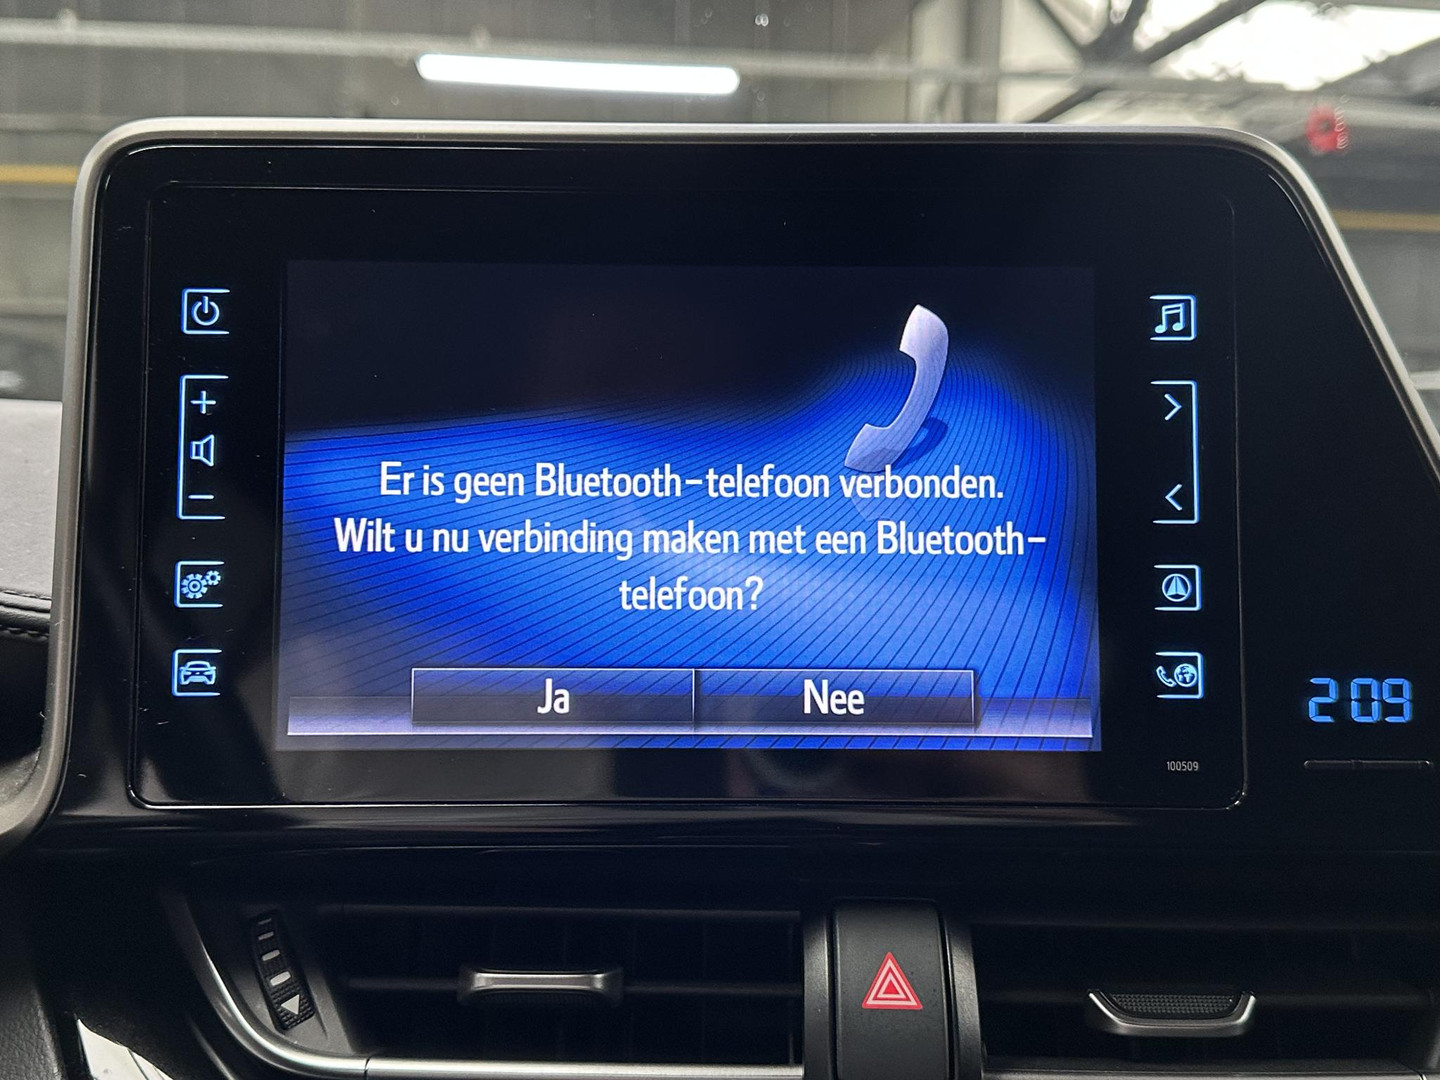 Er is geen Bluetooth-telefoon verbonden.
Wilt u nu verbinding maken met een Bluetooth-
telefoon?
Ja
Nee
100509
2 09